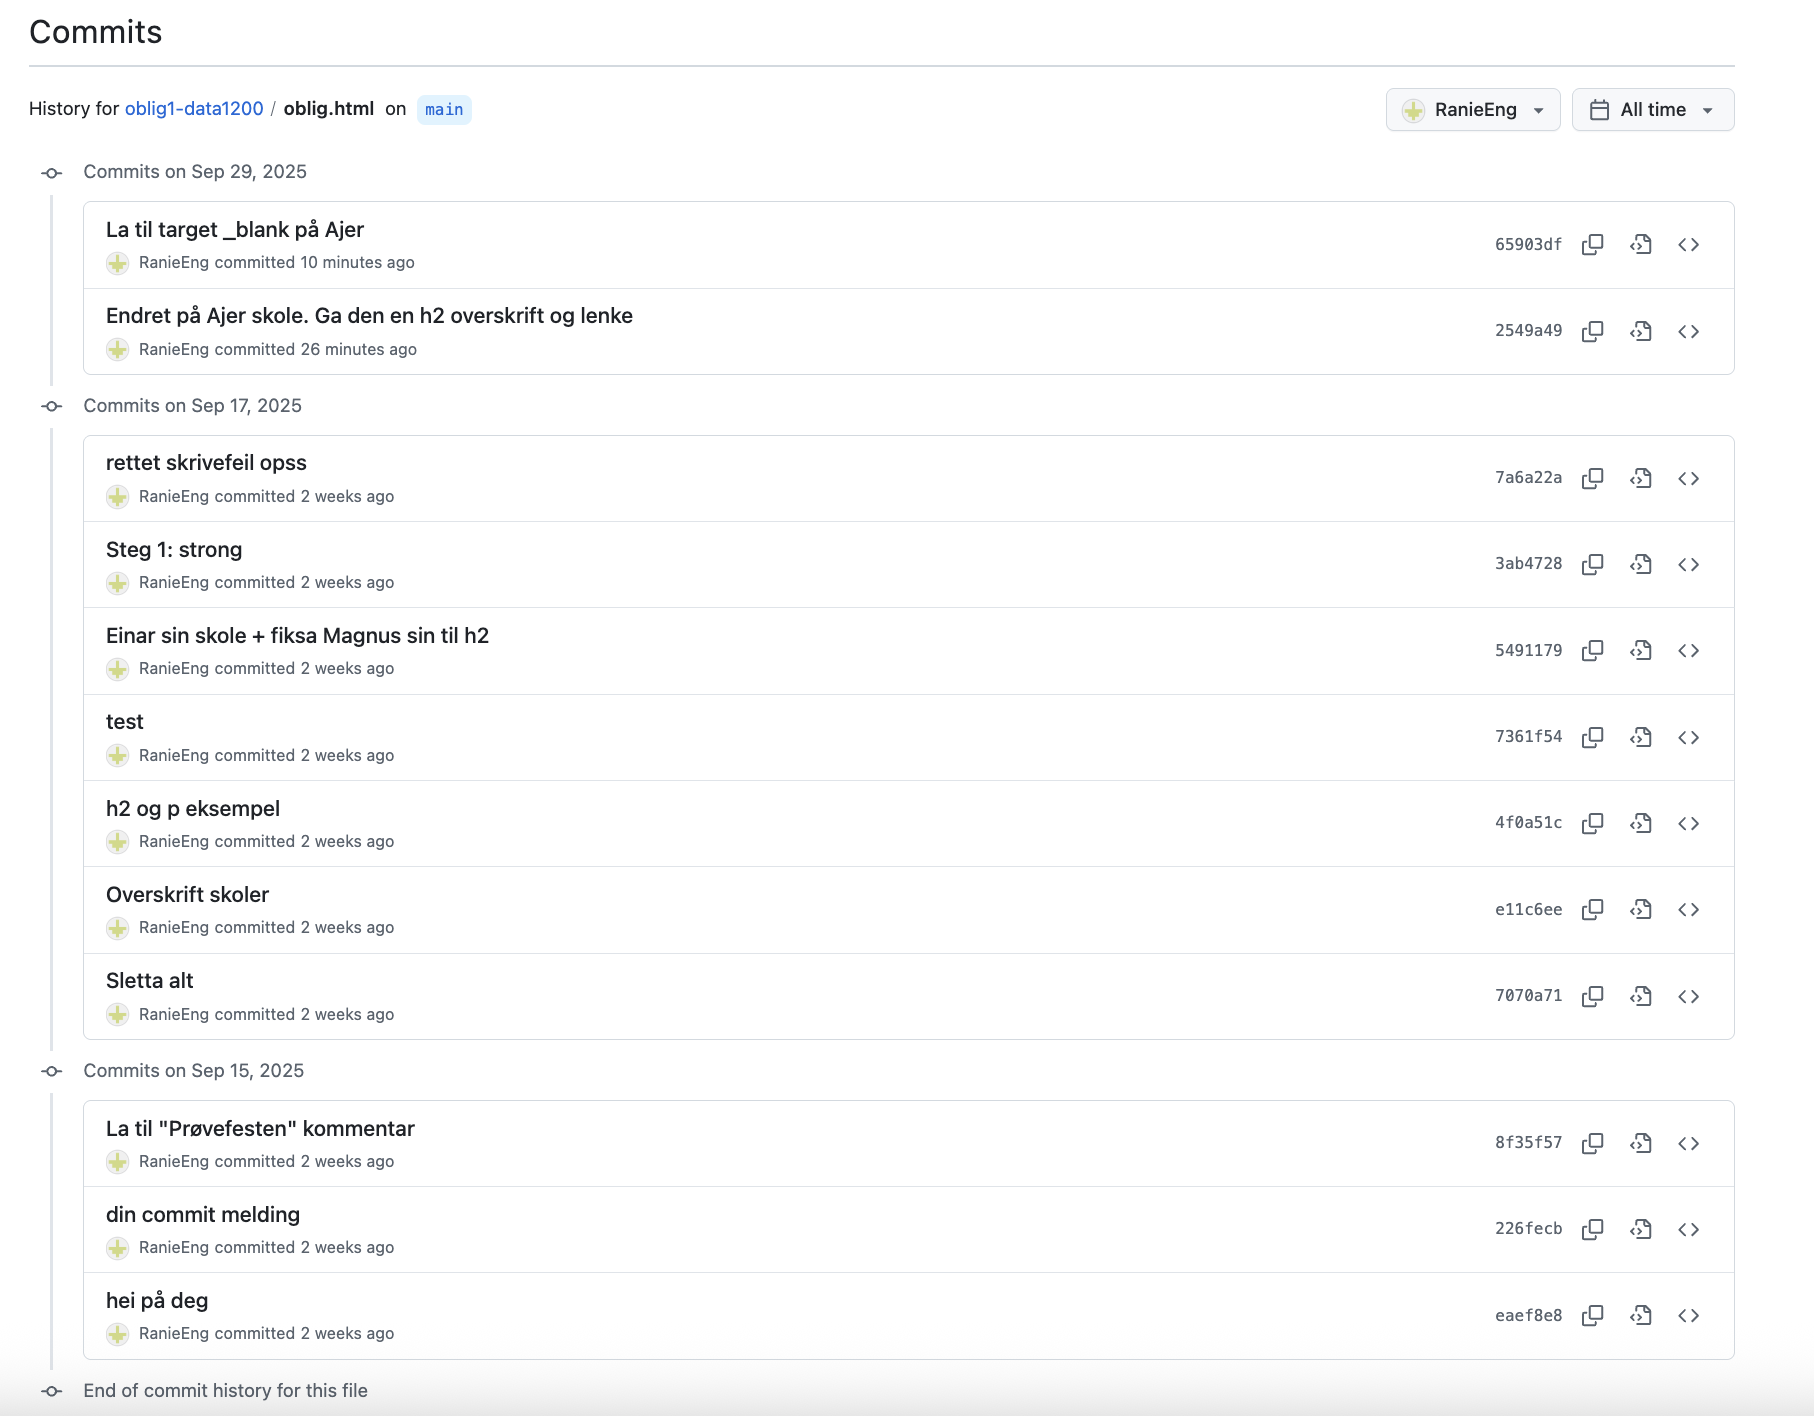 Commits
History for oblig1-data1200 / oblig.html on main
RanieEng
All time
Commits on Sep 29, 2025
La til target _blank på Ajer
RanieEng committed 10 minutes ago
65903df
Endret på Ajer skole. Ga den en h2 overskrift og lenke
RanieEng committed 26 minutes ago
2549a49
Commits on Sep 17, 2025
rettet skrivefeil opss
RanieEng committed 2 weeks ago
7a6a22a
Steg 1: strong
RanieEng committed 2 weeks ago
3ab4728
Einar sin skole + fiksa Magnus sin til h2
RanieEng committed 2 weeks ago
5491179
test
RanieEng committed 2 weeks ago
7361f54
h2 og p eksempel
RanieEng committed 2 weeks ago
4f0a51c
Overskrift skoler
RanieEng committed 2 weeks ago
e11c6ee
Sletta alt
RanieEng committed 2 weeks ago
7070a71
Commits on Sep 15, 2025
La til "Prøvefesten" kommentar
RanieEng committed 2 weeks ago
8f35f57
din commit melding
RanieEng committed 2 weeks ago
226fecb
hei på deg
RanieEng committed 2 weeks ago
eaef8e8
End of commit history for this file